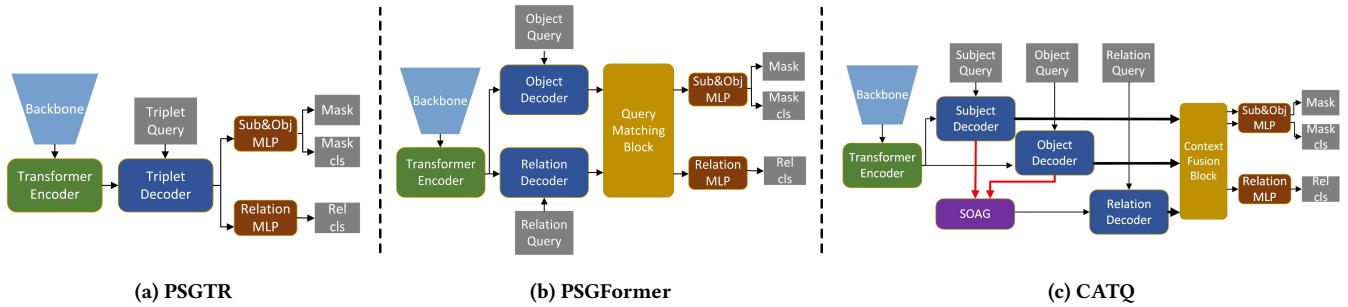 Backbone
Transformer
Encoder
Triplet
Query
Triplet
Decoder
Sub&Obj
MLP
Relation
MLP
Mask
Mask
cls
Rel
cls
(a) PSGTR
Backbone
Transformer
Encoder
Object
Query
Object
Decoder
Relation
Decoder
Relation
Query
Query
Matching
Block
Sub&Obj
MLP
Relation
MLP
Mask
Mask
cls
Rel
cls
(b) PSGFormer
Backbone
Transformer
Encoder
Subject
Query
Object
Query
Relation
Query
Subject
Decoder
Object
Decoder
SOAG
Relation
Decoder
Context
Fusion
Block
Sub&Obj
MLP
Relation
MLP
Mask
Mask
cls
Rel
cls
(c) CATQ